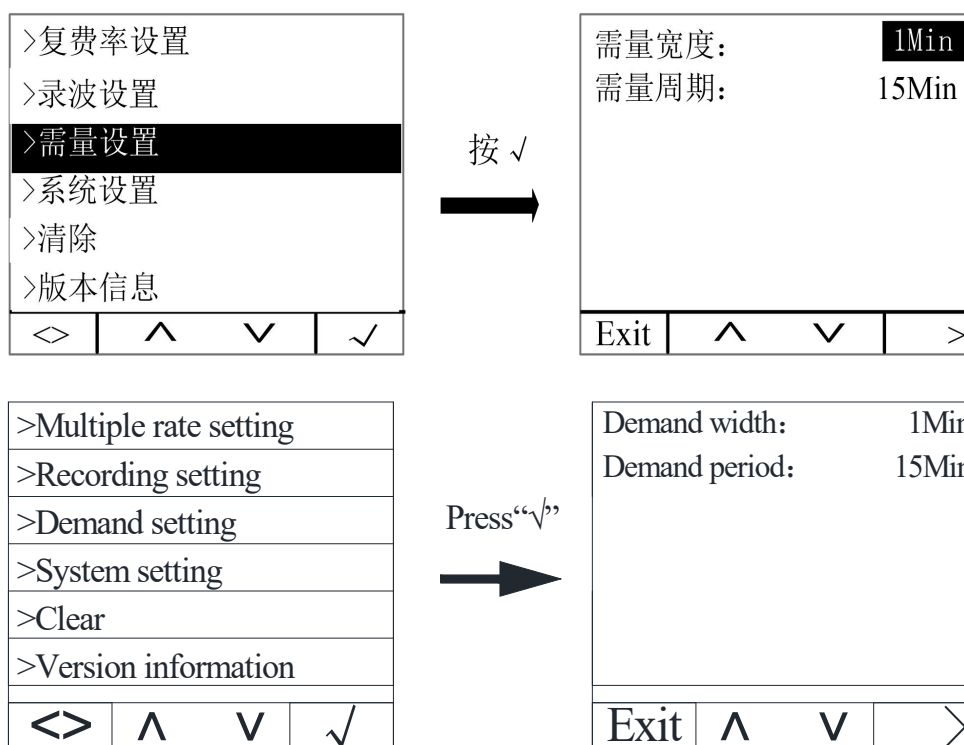 >复费率设置
>录波设置
>需量设置
>系统设置
>清除
>版本信息
<> ∧ ∨ √
按 √
需量宽度： 1Min
需量周期： 15Min
Exit ∧ ∨ >
>Multiple rate setting
>Recording setting
>Demand setting
>System setting
>Clear
>Version information
<> ∧ ∨ √
Press“√”
Demand width： 1Min
Demand period： 15Min
Exit ∧ ∨ >